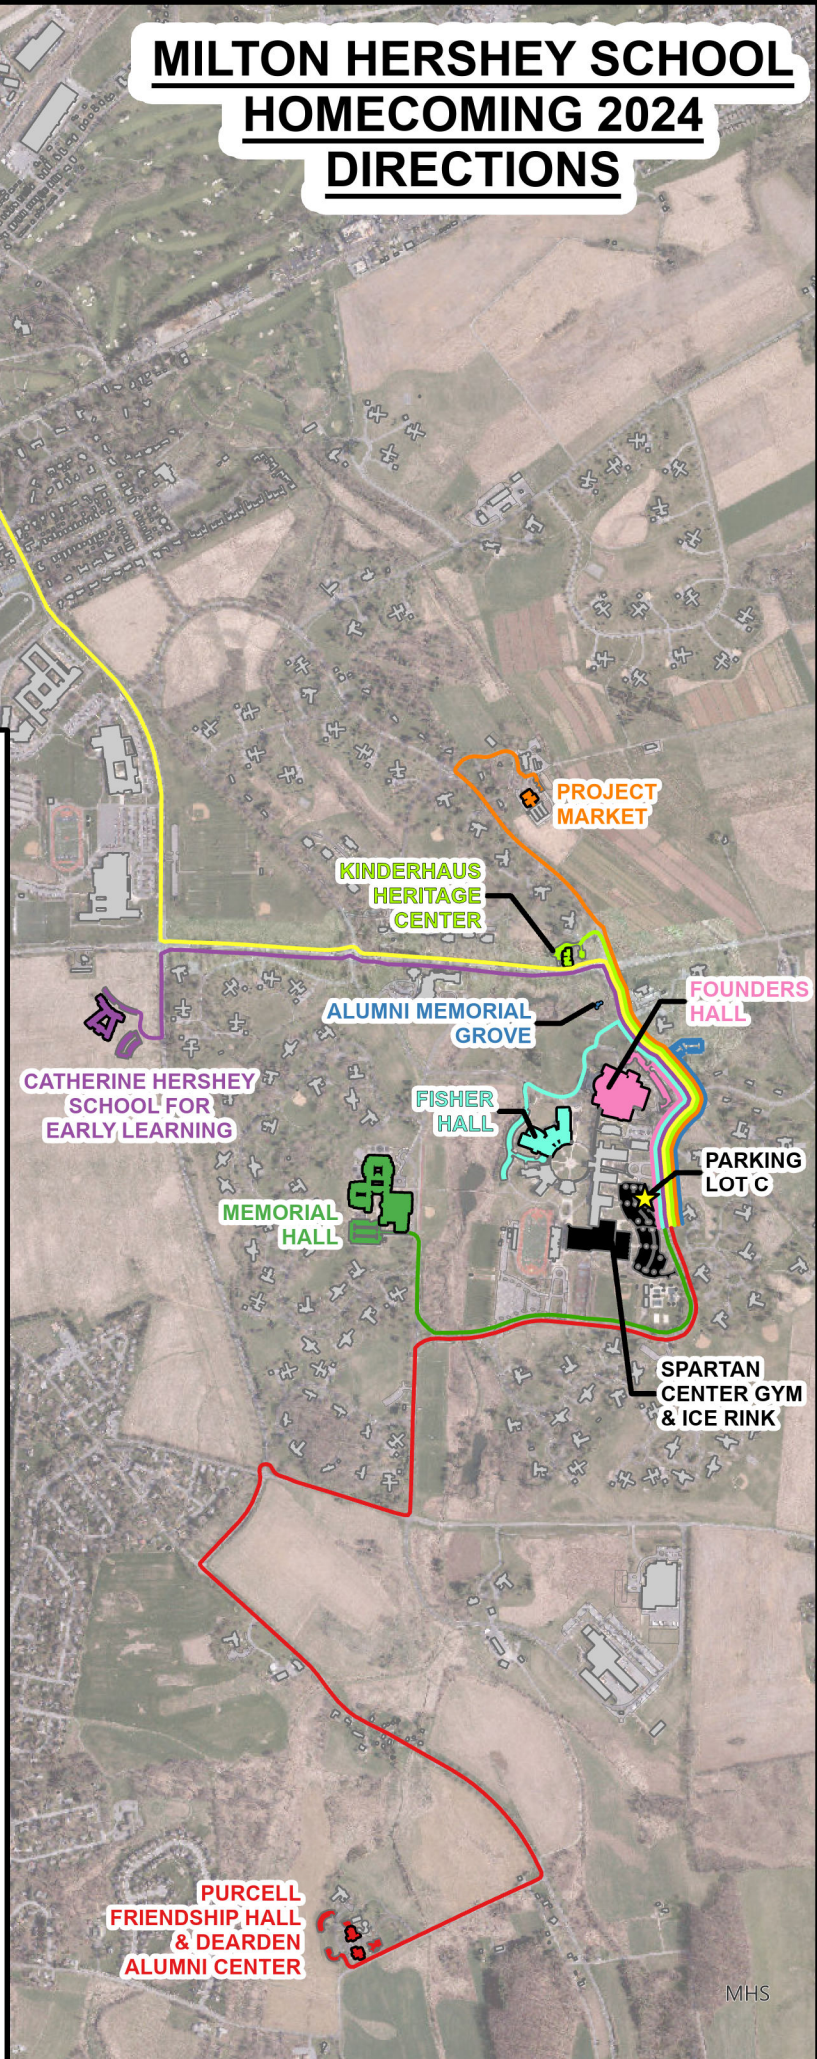 MILTON HERSHEY SCHOOL
HOMECOMING 2024
DIRECTIONS
PROJECT
MARKET
KINDERHAUS
HERITAGE
CENTER
FOUNDERS
HALL
ALUMNI MEMORIAL
GROVE
CATHERINE HERSHEY
SCHOOL FOR
EARLY LEARNING
FISHER
HALL
PARKING
LOT C
MEMORIAL
HALL
SPARTAN
CENTER GYM
& ICE RINK
PURCELL
FRIENDSHIP HALL
& DEARDEN
ALUMNI CENTER
MHS